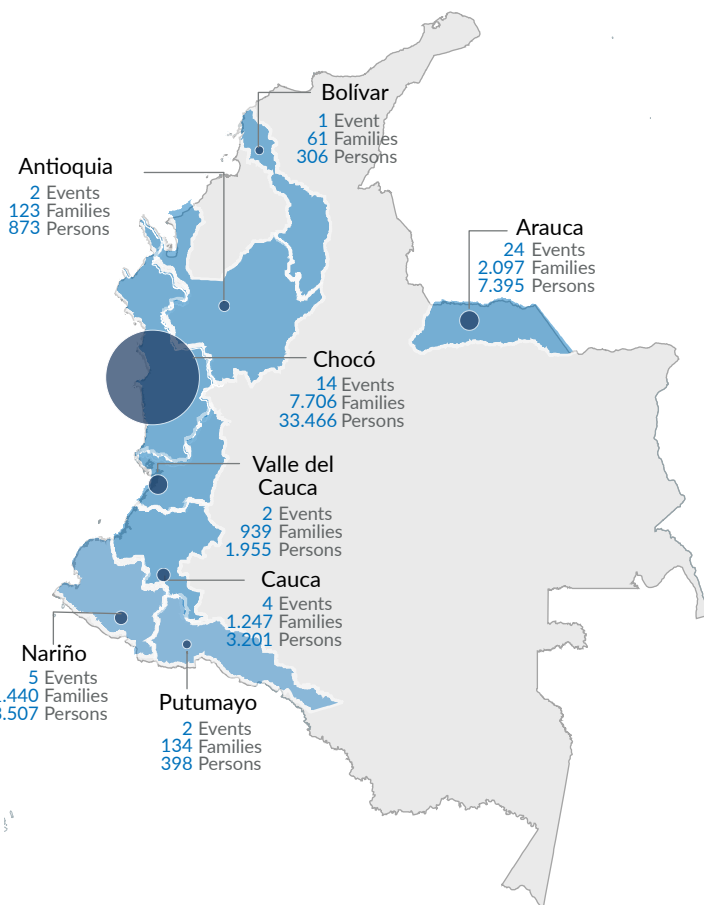 Bolívar
1 Event
61 Families
306 Persons
Antioquia
2 Events
123 Families
873 Persons
Arauca
24 Events
2.097 Families
7.395 Persons
Chocó
14 Events
7.706 Families
33.466 Persons
Valle del
Cauca
2 Events
939 Families
1.955 Persons
Cauca
4 Events
1.247 Families
3.201 Persons
Nariño
5 Events
.440 Families
.507 Persons
Putumayo
2 Events
134 Families
398 Persons